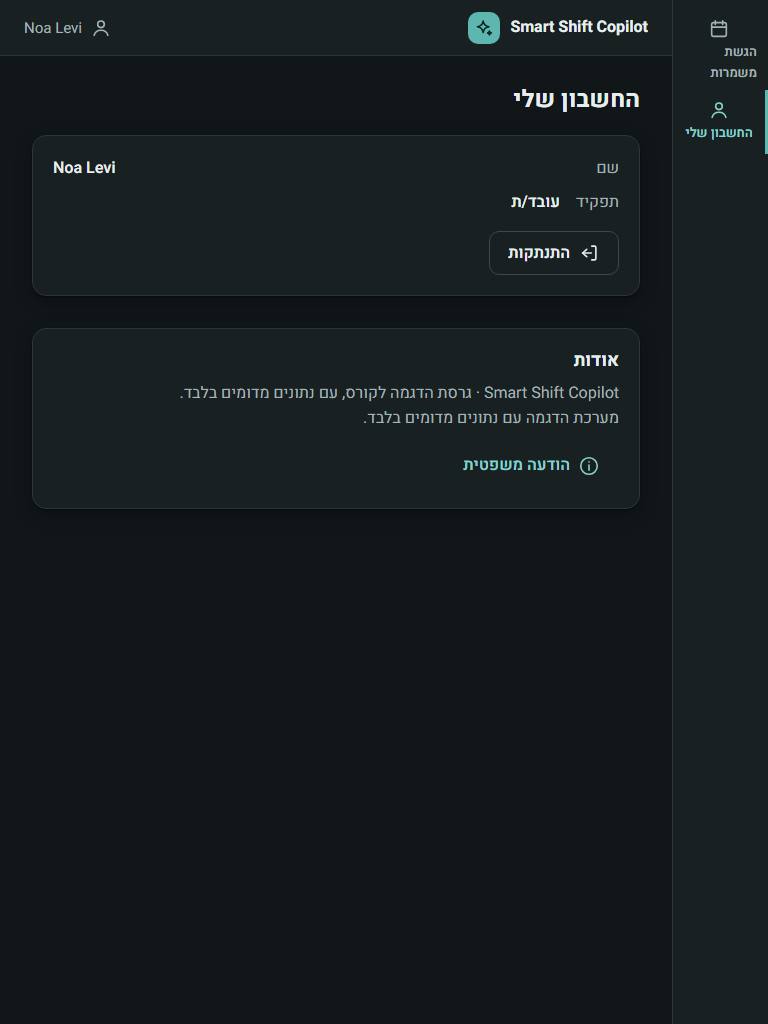 Smart Shift Copilot
Noa Levi
הגשת
משמרות
החשבון שלי
החשבון שלי
שם
Noa Levi
תפקיד עובד/ת
התנתקות
אודות
Smart Shift Copilot · גרסת הדגמה לקורס, עם נתונים מדומים בלבד.
מערכת הדגמה עם נתונים מדומים בלבד.
הודעה משפטית